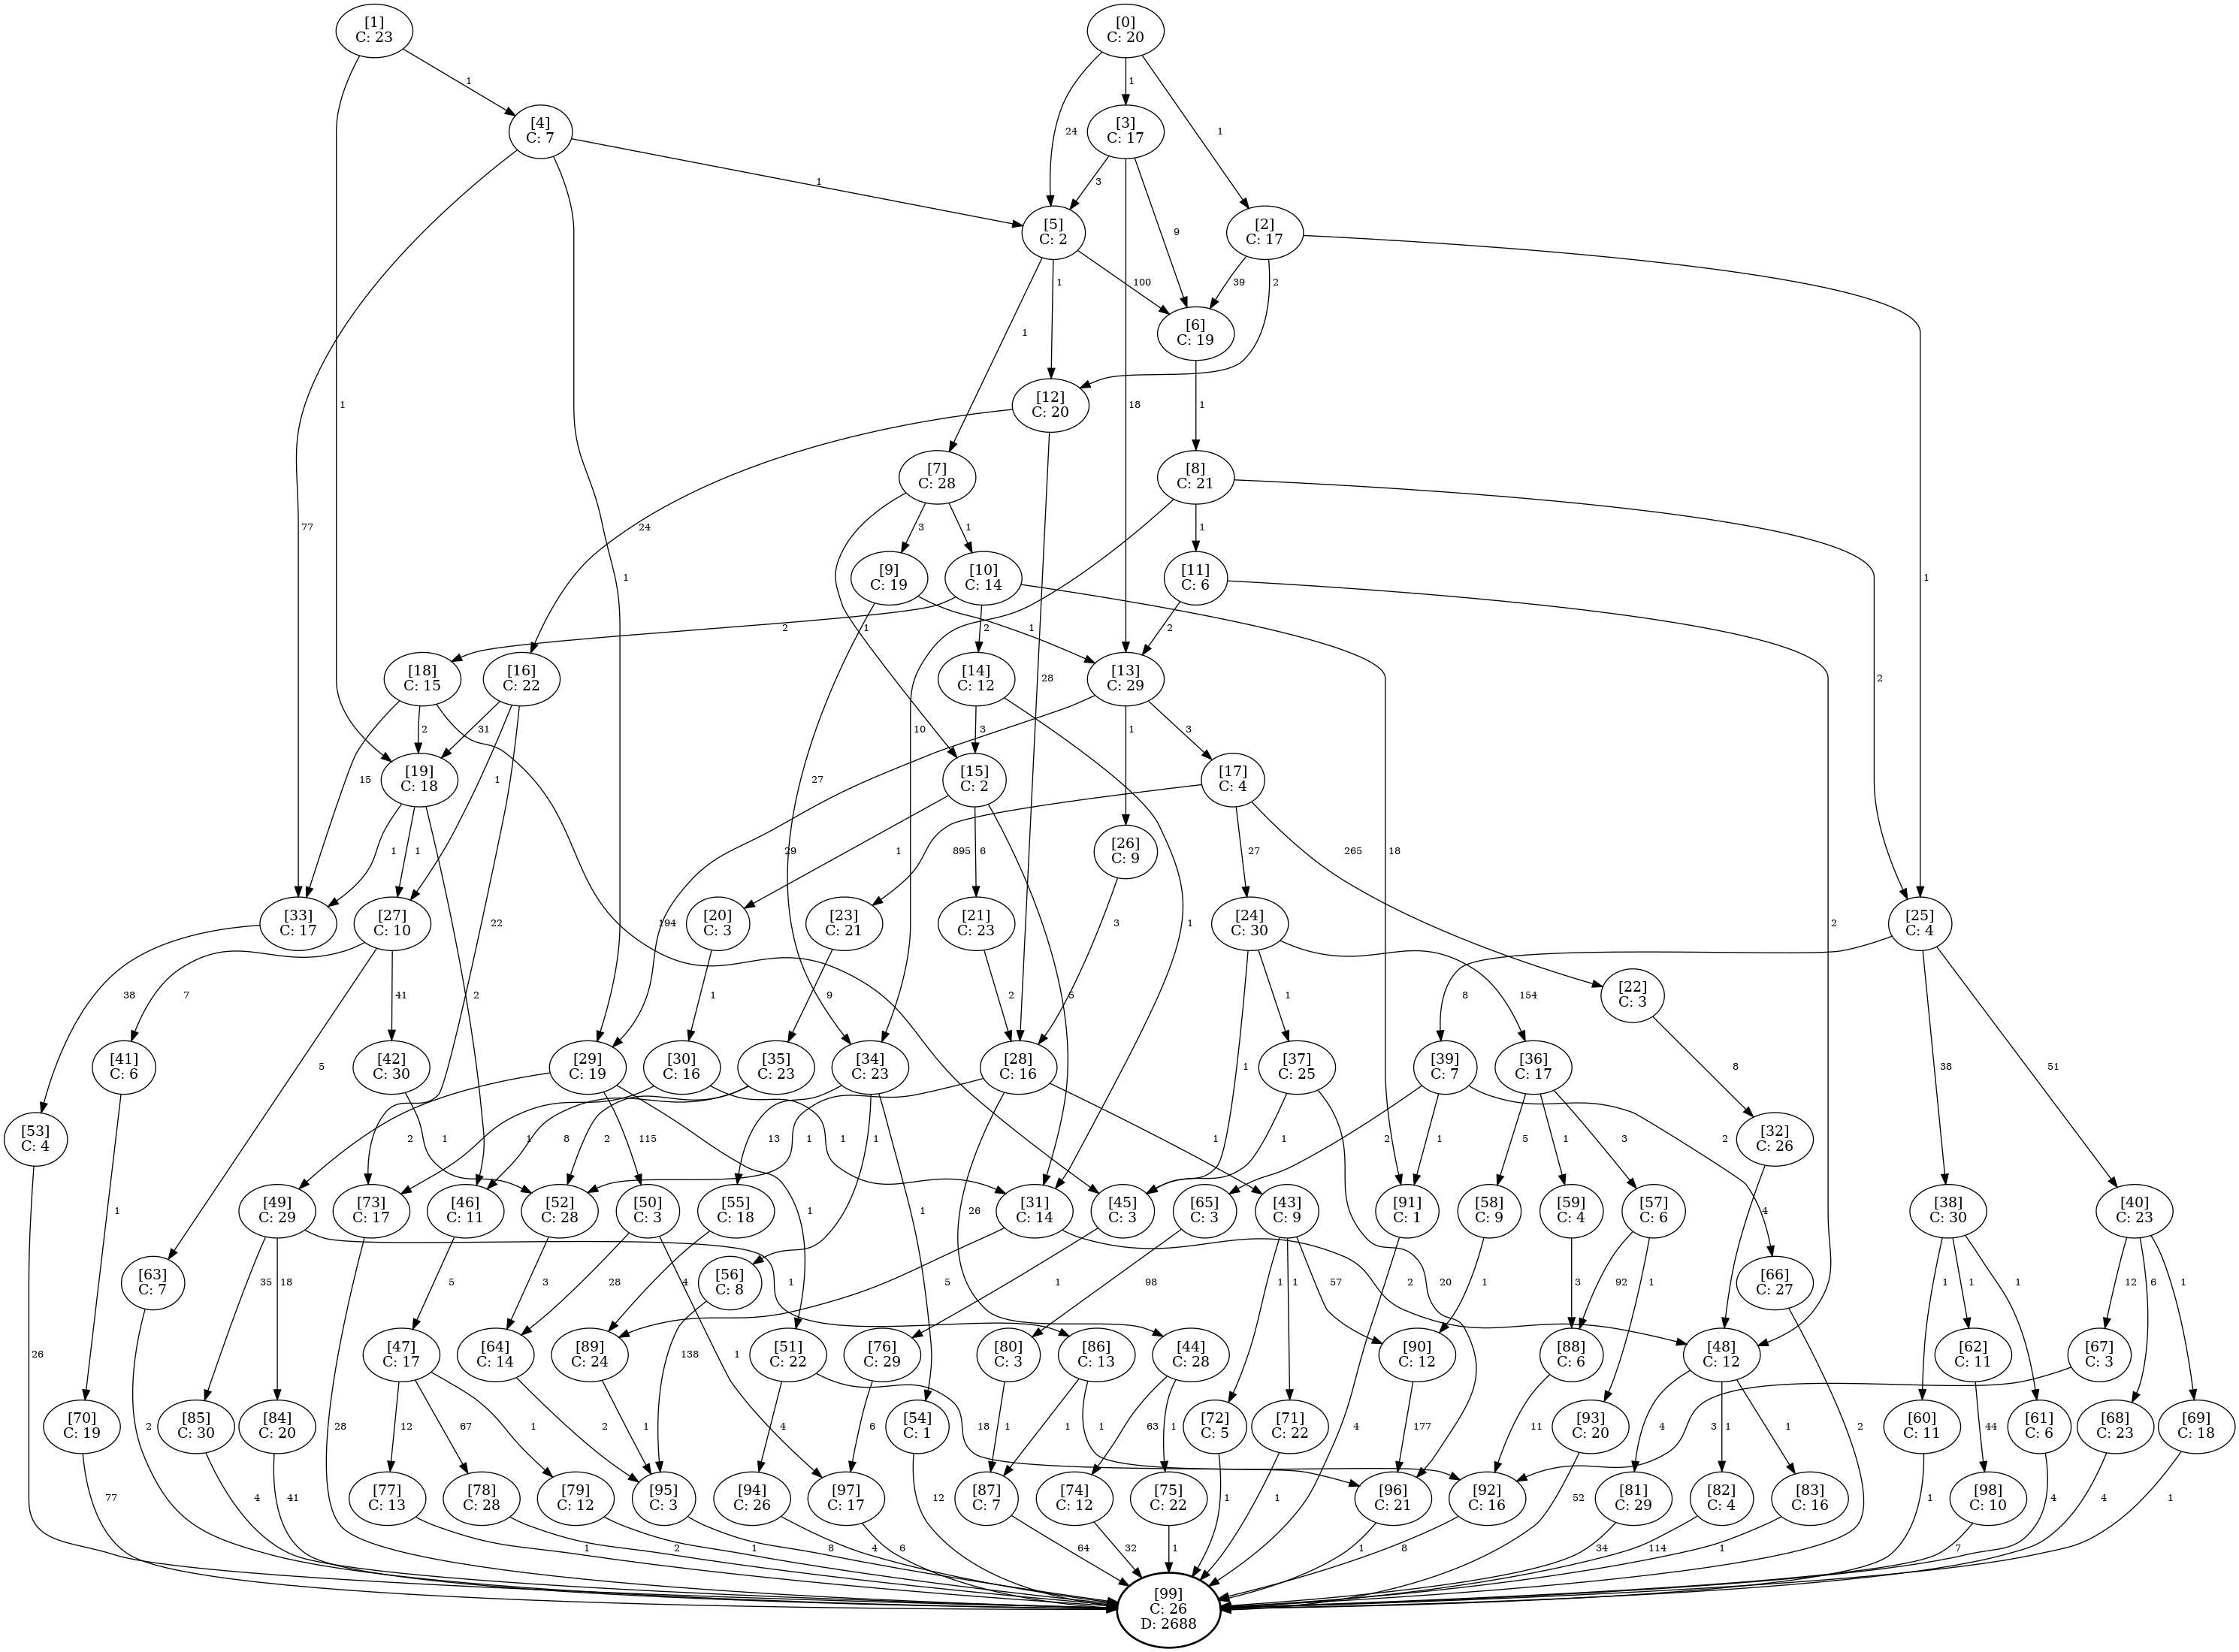 [1]
C: 23
[0]
C: 20
1
1
[4]
C: 7
[3]
C: 17
24
1
1
3
9
[5]
C: 2
[2]
C: 17
100
1
39
2
[6]
C: 19
1
77
1
18
[12]
C: 20
1
1
[7]
C: 28
[8]
C: 21
24
3
1
1
[9]
C: 19
[10]
C: 14
[11]
C: 6
1
28
1
2
2
1
2
2
[18]
C: 15
[16]
C: 22
[14]
C: 12
[13]
C: 29
2
31
10
3
1
3
[19]
C: 18
[15]
C: 2
[17]
C: 4
15
1
27
18
1
1
29
1
6
895
27
265
[26]
C: 9
[33]
C: 17
[27]
C: 10
22
194
[20]
C: 3
[23]
C: 21
[21]
C: 23
3
1
[24]
C: 30
2
[25]
C: 4
38
7
41
2
1
9
2
5
1
154
8
[22]
C: 3
38
51
[41]
C: 6
5
[42]
C: 30
[29]
C: 19
[30]
C: 16
[35]
C: 23
[34]
C: 23
[28]
C: 16
1
[37]
C: 25
[39]
C: 7
[36]
C: 17
8
[53]
C: 4
2
1
1
8
115
2
13
1
1
1
1
1
2
1
5
1
3
2
[32]
C: 26
1
[49]
C: 29
[73]
C: 17
[46]
C: 11
[52]
C: 28
[50]
C: 3
[55]
C: 18
1
1
26
[31]
C: 14
[45]
C: 3
[65]
C: 3
[43]
C: 9
[91]
C: 1
[58]
C: 9
[59]
C: 4
[57]
C: 6
4
[38]
C: 30
[40]
C: 23
[63]
C: 7
35
18
1
5
3
28
4
[56]
C: 8
5
1
98
1
1
57
2
20
1
3
92
1
[66]
C: 27
1
1
1
12
6
1
26
[47]
C: 17
[64]
C: 14
[89]
C: 24
1
138
[51]
C: 22
[76]
C: 29
[80]
C: 3
[86]
C: 13
[44]
C: 28
[90]
C: 12
[88]
C: 6
[48]
C: 12
[62]
C: 11
[67]
C: 3
[70]
C: 19
2
[85]
C: 30
[84]
C: 20
28
12
67
1
2
1
4
6
[54]
C: 1
18
1
1
1
63
1
[72]
C: 5
[71]
C: 22
177
4
11
[93]
C: 20
4
1
1
3
2
[60]
C: 11
44
[61]
C: 6
[68]
C: 23
[69]
C: 18
77
4
41
[77]
C: 13
[78]
C: 28
[79]
C: 12
[95]
C: 3
[94]
C: 26
[97]
C: 17
12
[87]
C: 7
[74]
C: 12
[75]
C: 22
1
1
[96]
C: 21
[92]
C: 16
52
[81]
C: 29
[82]
C: 4
[83]
C: 16
1
[98]
C: 10
4
4
1
1
2
1
8
4
6
64
32
1
1
8
34
114
1
7
[99]
C: 26
D: 2688